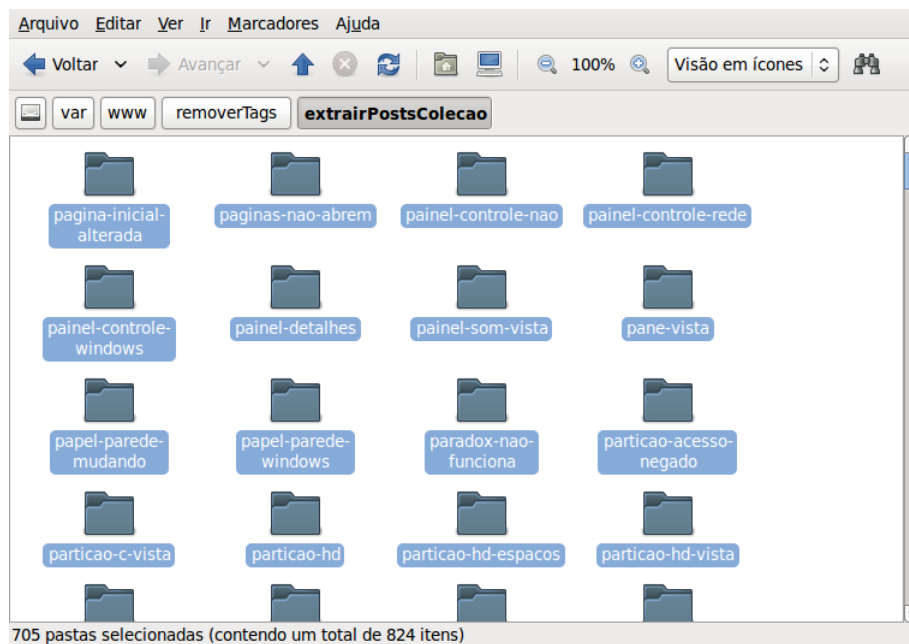 Arquivo Editar Ver Ir Marcadores Ajuda
Voltar Avançar 100% Visão em ícones
var www removerTags extrairPostsColecao
pagina-inicial-alterada paginas-nao-abrem painel-controle-nao painel-controle-rede
painel-controle-windows painel-detalhes painel-som-vista pane-vista
papel-parede-mudando papel-parede-windows paradox-nao-funciona particao-acesso-negado
particao-c-vista particao-hd particao-hd-espacos particao-hd-vista
705 pastas selecionadas (contendo um total de 824 itens)